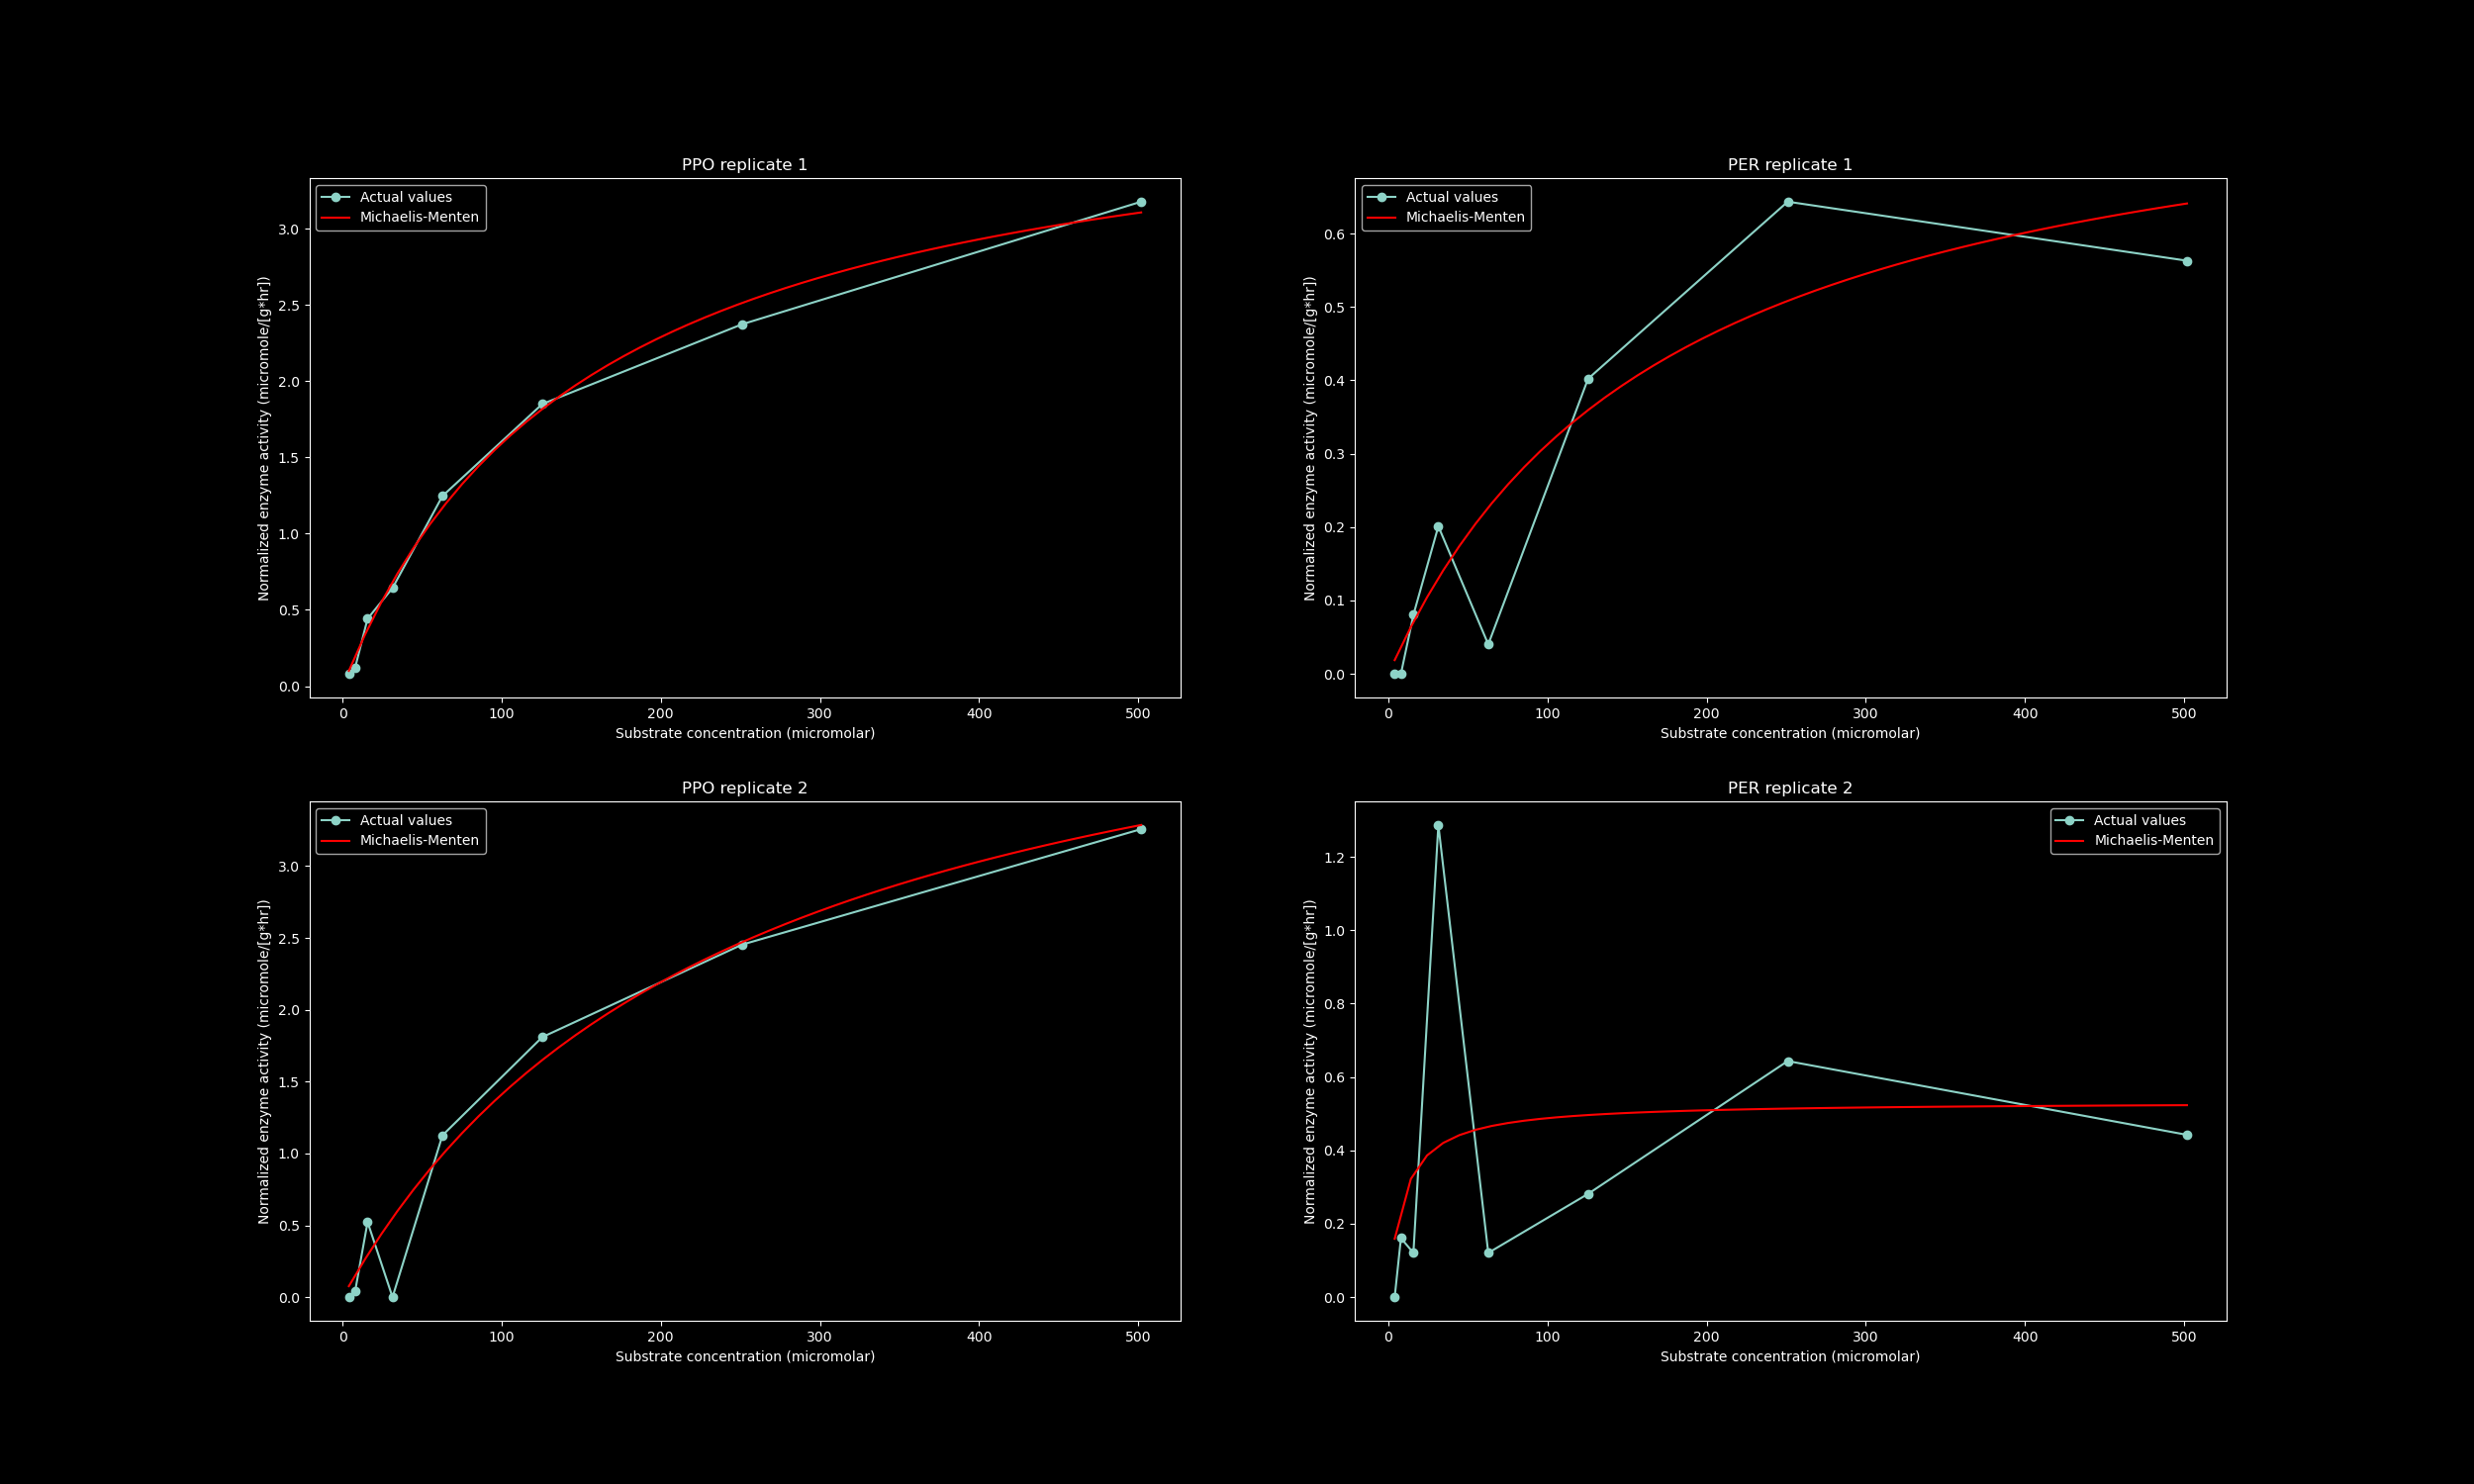 PPO replicate 1
Actual values
Michaelis-Menten
Normalized enzyme activity (micromole/[g*hr])
3.0
2.5
2.0
1.5
1.0
0.5
0.0
0 100 200 300 400 500
Substrate concentration (micromolar)
PER replicate 1
Actual values
Michaelis-Menten
Normalized enzyme activity (micromole/[g*hr])
0.6
0.5
0.4
0.3
0.2
0.1
0.0
0 100 200 300 400 500
Substrate concentration (micromolar)
PPO replicate 2
Actual values
Michaelis-Menten
Normalized enzyme activity (micromole/[g*hr])
3.0
2.5
2.0
1.5
1.0
0.5
0.0
0 100 200 300 400 500
Substrate concentration (micromolar)
PER replicate 2
Actual values
Michaelis-Menten
Normalized enzyme activity (micromole/[g*hr])
1.2
1.0
0.8
0.6
0.4
0.2
0.0
0 100 200 300 400 500
Substrate concentration (micromolar)